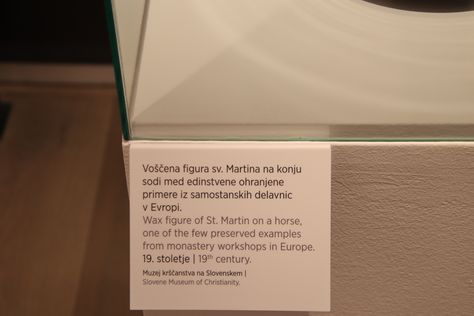 Voščena figura sv. Martina na konju
sodi med edinstvene ohranjene
primere iz samostanskih delavnic
v Evropi.
Wax figure of St. Martin on a horse,
one of the few preserved examples
from monastery workshops in Europe.
19. stoletje | 19th century.
Muzej krščanstva na Slovenskem |
Slovene Museum of Christianity.